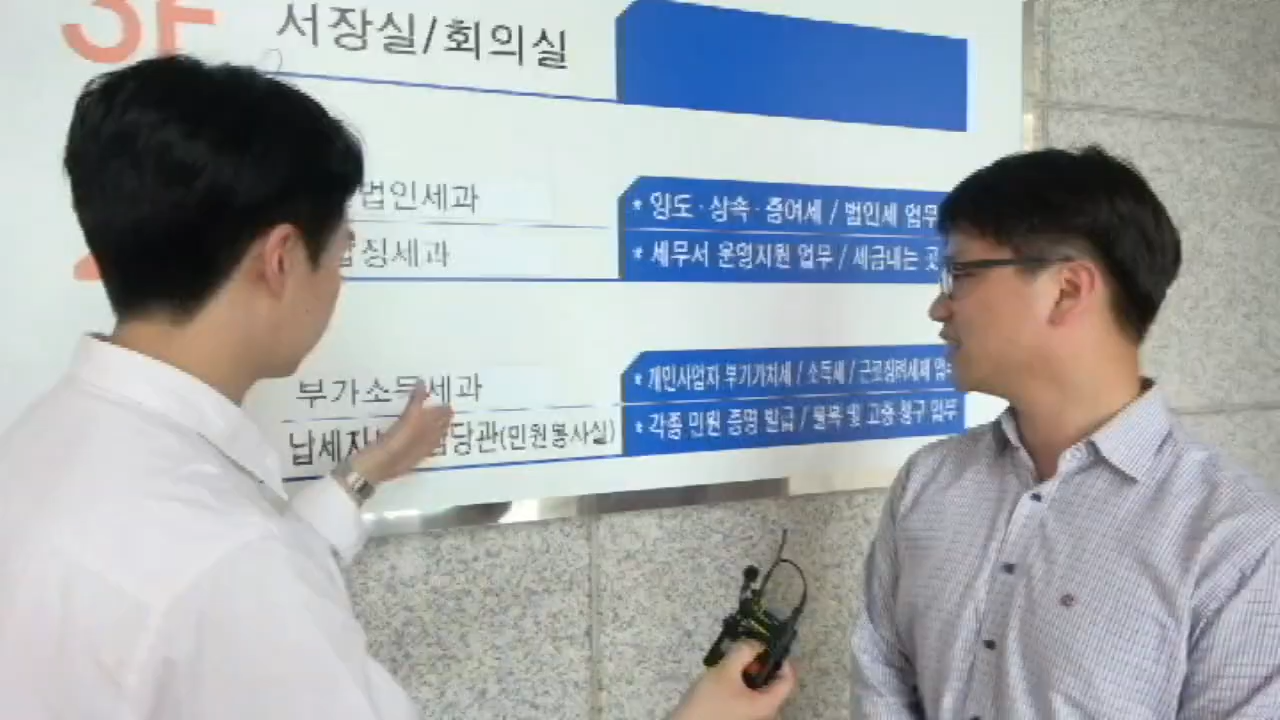 3F
서장실/회의실
법인세과
* 양도·상속·증여세 / 법인세 업무
징세과
* 세무서 운영지원 업무 / 세금내는 곳
부가소득세과
* 개인사업자 부가가치세 / 소득세 / 근로장려세제
납세자 당관(민원봉사실)
* 각종 민원 증명 발급 / 불복 및 고충 청구 업무